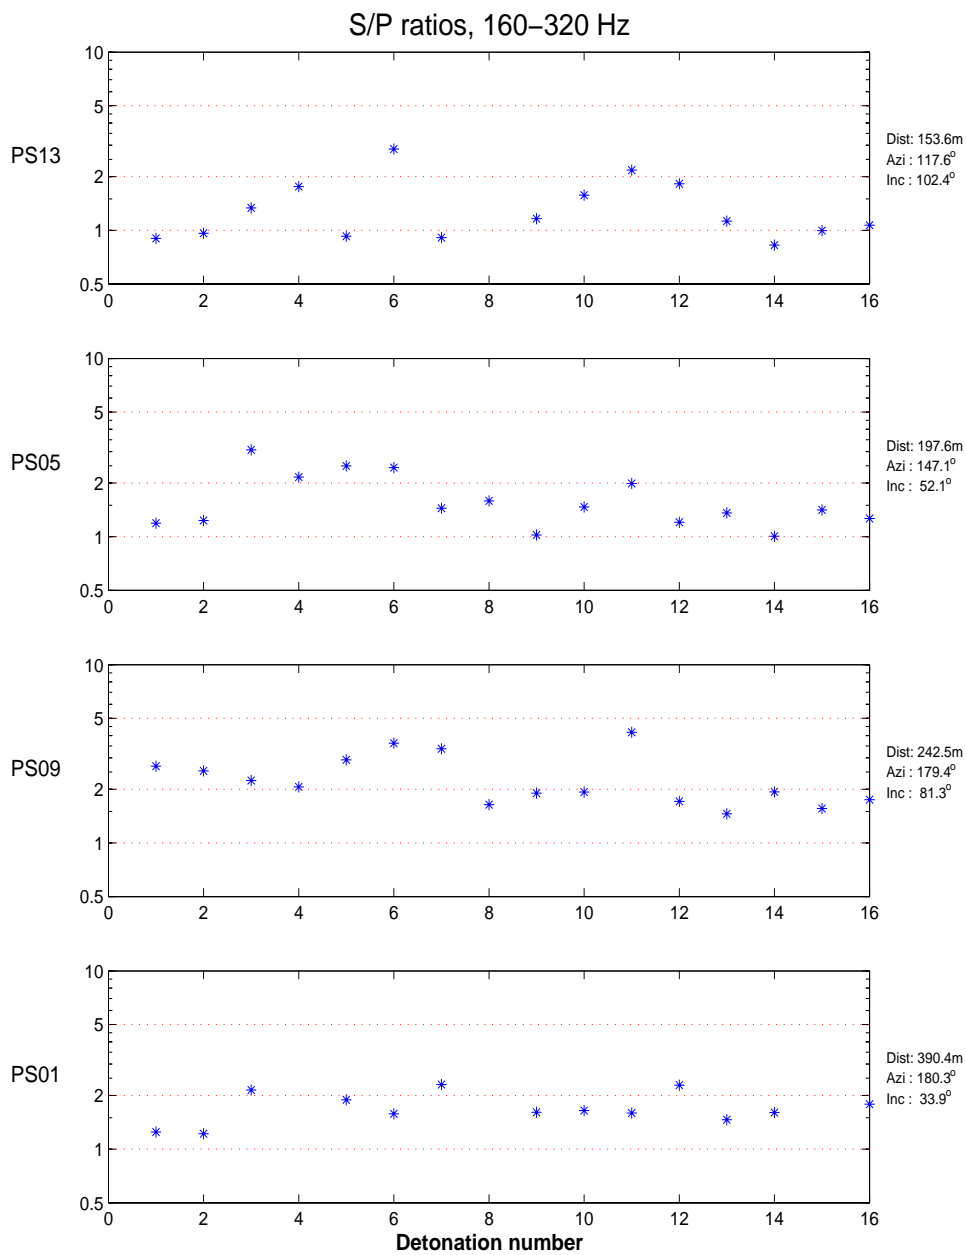 S/P ratios, 160–320 Hz
10
5
2
1
0.5
PS13
0 2 4 6 8 10 12 14 16
Dist: 153.6m
Azi : 117.6°
Inc : 102.4°
10
5
2
1
0.5
PS05
0 2 4 6 8 10 12 14 16
Dist: 197.6m
Azi : 147.1°
Inc : 52.1°
10
5
2
1
0.5
PS09
0 2 4 6 8 10 12 14 16
Dist: 242.5m
Azi : 179.4°
Inc : 81.3°
10
5
2
1
0.5
PS01
0 2 4 6 8 10 12 14 16
Dist: 390.4m
Azi : 180.3°
Inc : 33.9°
Detonation number